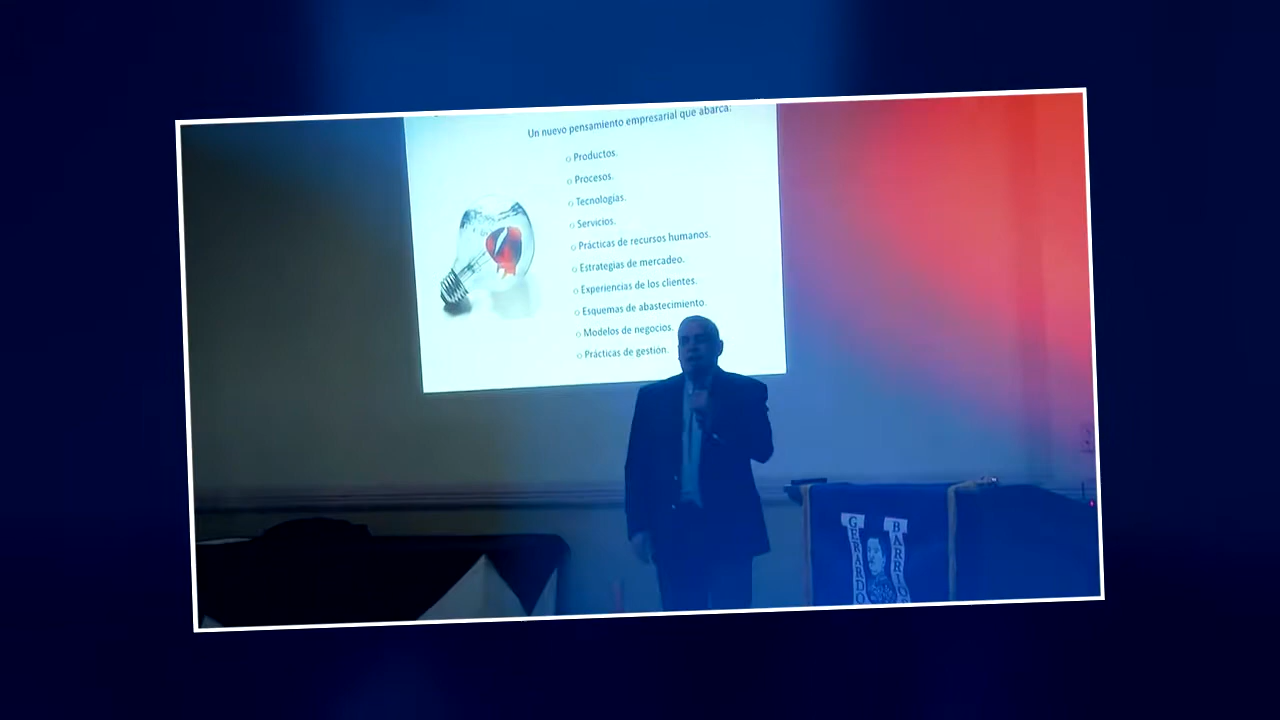 Un nuevo pensamiento empresarial que abarca:
o Productos.
o Procesos.
o Tecnologías.
o Servicios.
o Prácticas de recursos humanos.
o Estrategias de mercadeo.
o Experiencias de los clientes.
o Esquemas de abastecimiento.
o Modelos de negocios.
o Prácticas de gestión.
GERARDO
BARRIOS